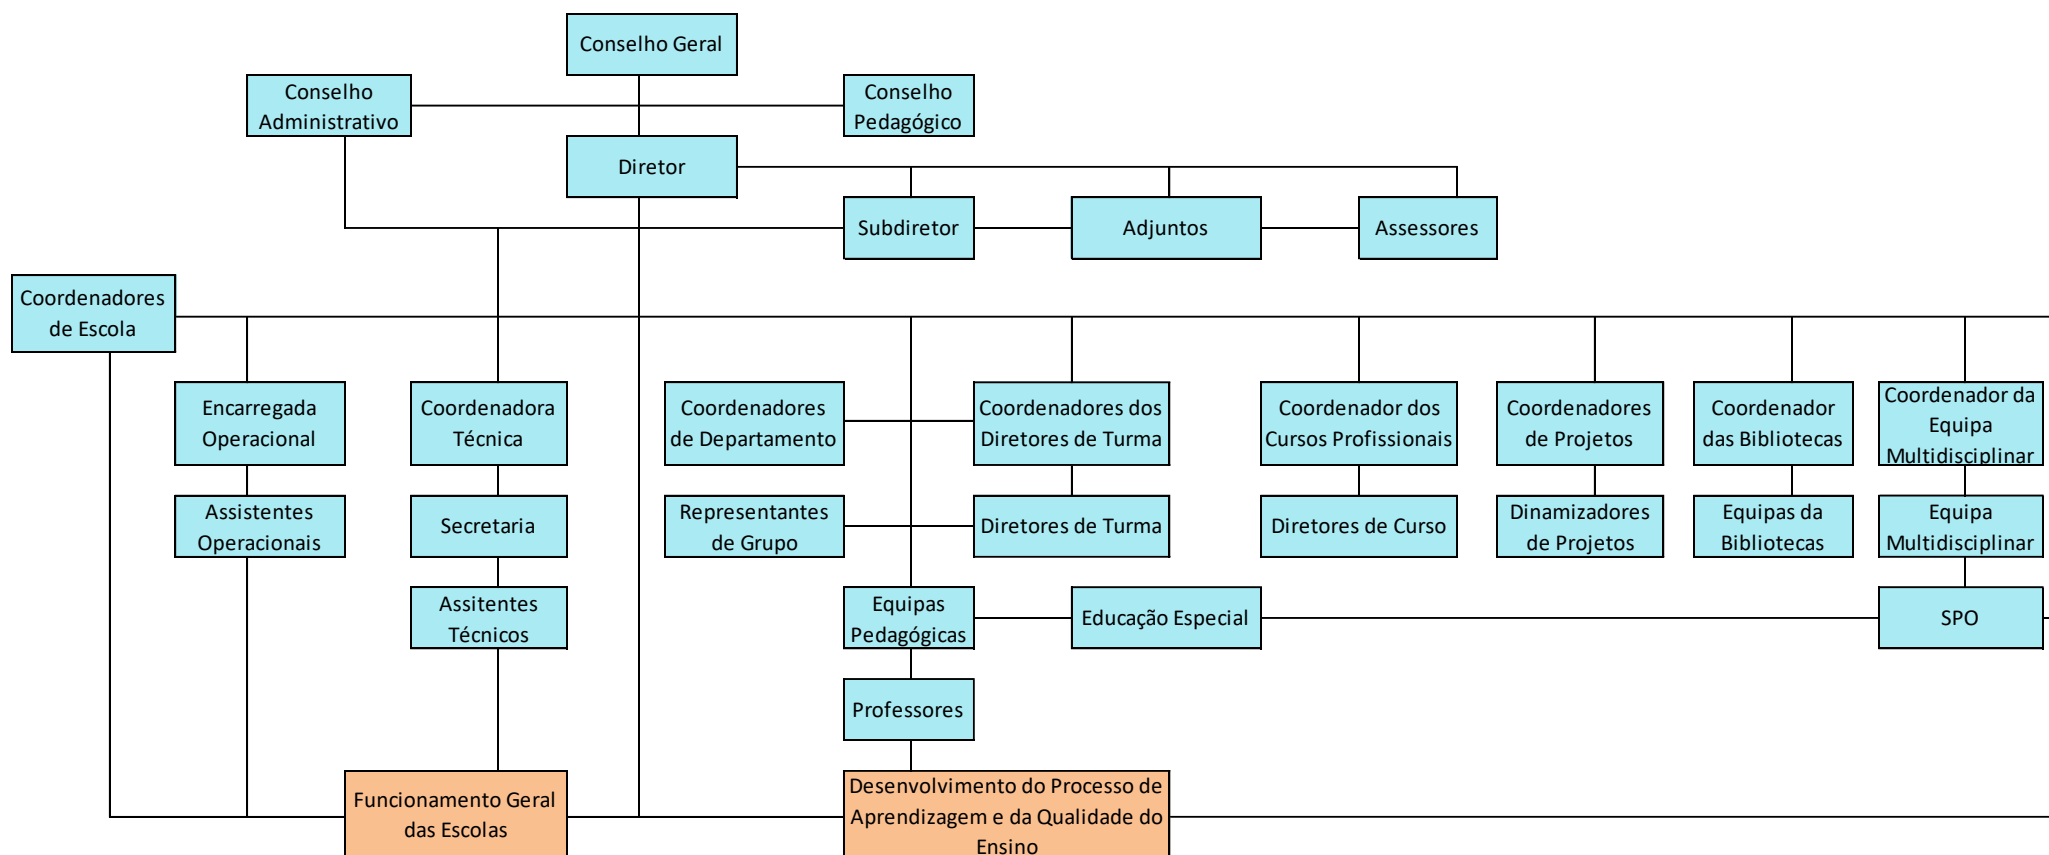 Conselho Geral
Conselho
Administrativo
Conselho
Pedagógico
Diretor
Subdiretor
Adjuntos
Assessores
Coordenadores
de Escola
Encarregada
Operacional
Coordenadora
Técnica
Coordenadores
de Departamento
Coordenadores dos
Diretores de Turma
Coordenador dos
Cursos Profissionais
Coordenadores
de Projetos
Coordenador
das Bibliotecas
Coordenador da
Equipa
Multidisciplinar
Assistentes
Operacionais
Secretaria
Representantes
de Grupo
Diretores de Turma
Diretores de Curso
Dinamizadores
de Projetos
Equipas da
Bibliotecas
Equipa
Multidisciplinar
Assitentes
Técnicos
Equipas
Pedagógicas
Educação Especial
SPO
Professores
Funcionamento Geral
das Escolas
Desenvolvimento do Processo de
Aprendizagem e da Qualidade do
Ensino